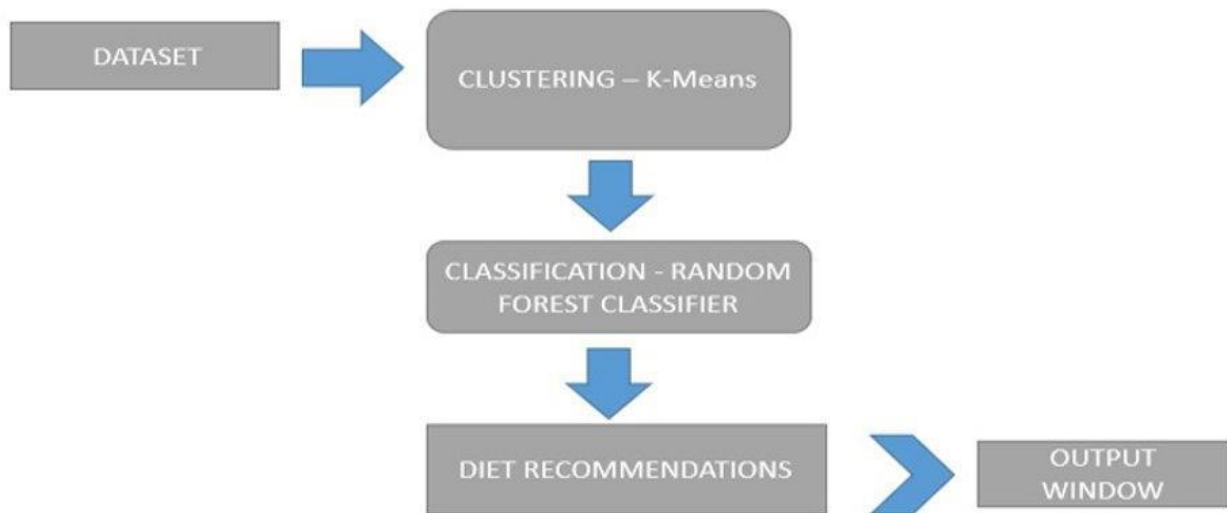 DATASET
CLUSTERING – K-Means
CLASSIFICATION - RANDOM
FOREST CLASSIFIER
DIET RECOMMENDATIONS
OUTPUT
WINDOW